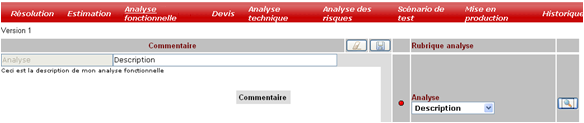 Résolution Estimation Analyse fonctionnelle Devis Analyse technique Analyse des risques Scénario de test Mise en production Historique
Version 1
Commentaire Rubrique analyse
Analyse Description
Ceci est la description de mon analyse fonctionnelle
Commentaire
Analyse
Description